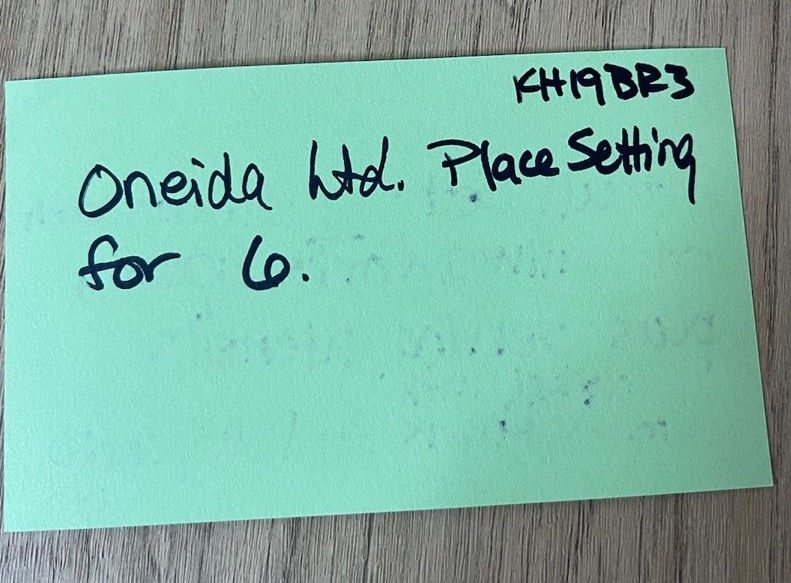 KH19BR3
Oneida Ltd. Place Setting
for 6.